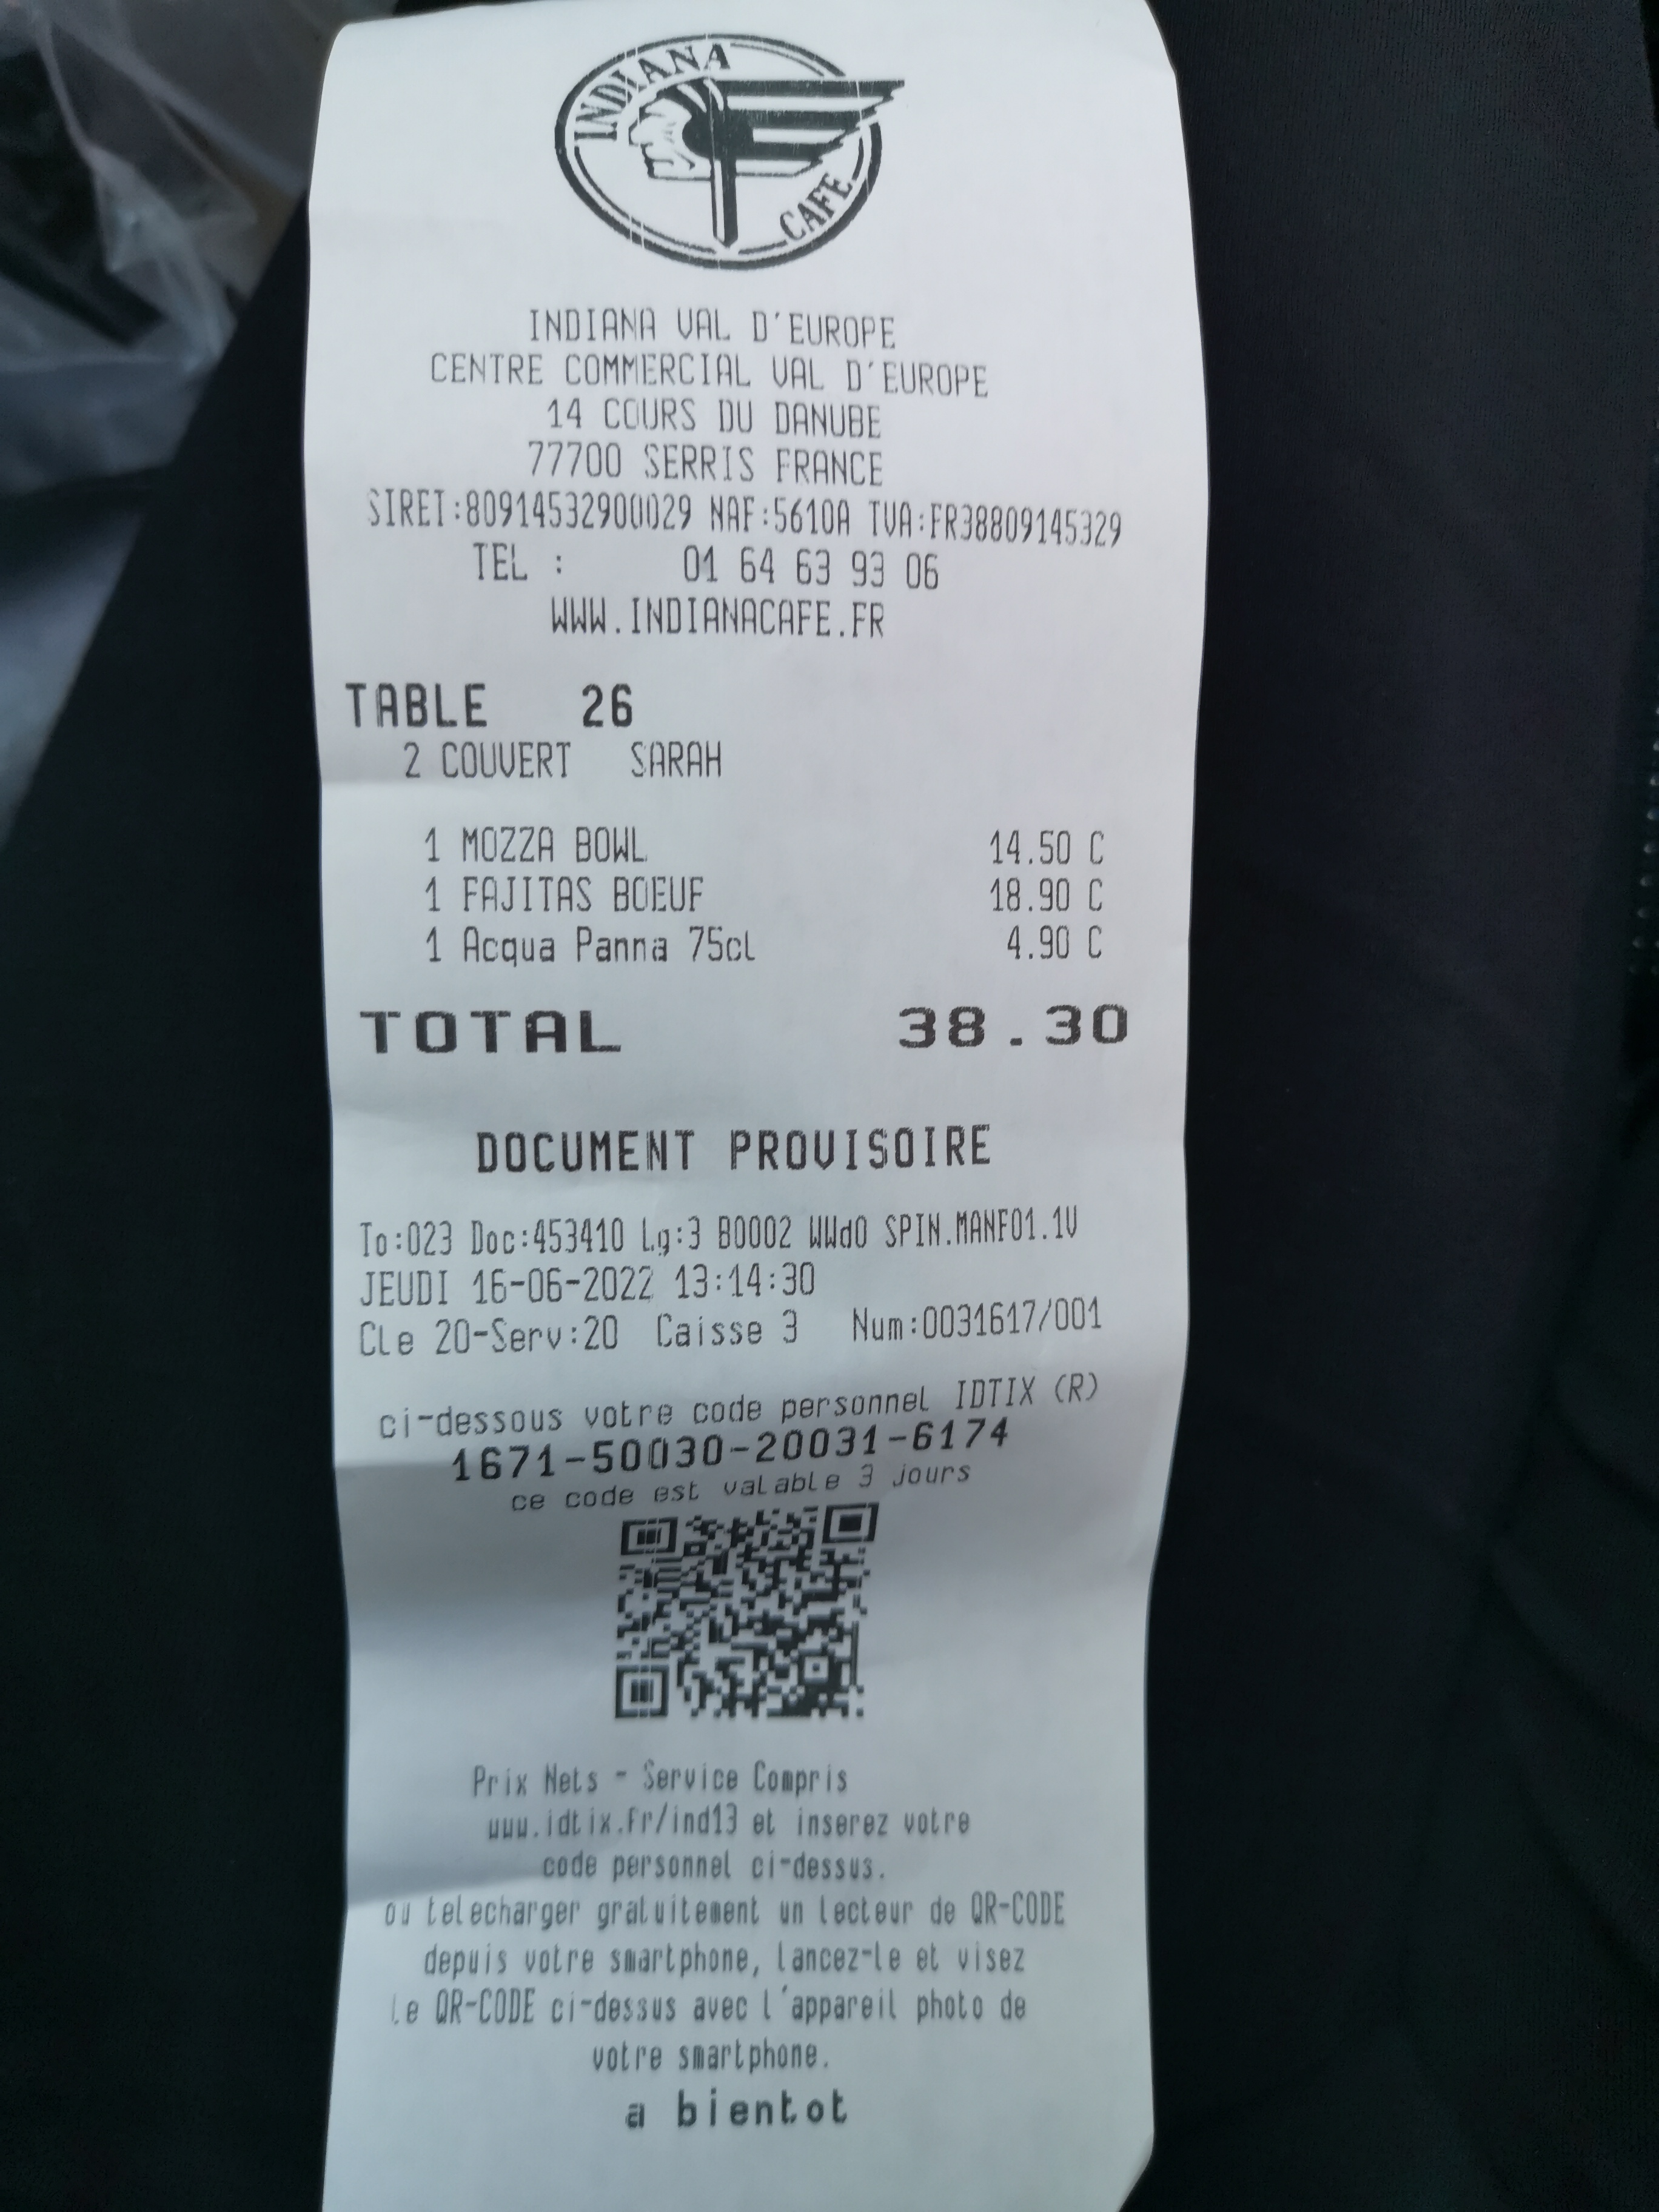 INDIANA
CAFE
INDIANA VAL D'EUROPE
CENTRE COMMERCIAL VAL D'EUROPE
14 COURS DU DANUBE
77700 SERRIS FRANCE
SIRET:80914532900029 NAF:5610A TVA:FR38809145329
TEL : 01 64 63 93 06
WWW.INDIANACAFE.FR
TABLE 26
2 COUVERT SARAH
1 MOZZA BOWL 14.50 C
1 FAJITAS BOEUF 18.90 C
1 Acqua Panna 75cl 4.90 C
TOTAL 38.30
DOCUMENT PROVISOIRE
To:023 Doc:453410 Lg:3 B0002 WWd0 SPIN.MANF01.1V
JEUDI 16-06-2022 13:14:30
Cle 20-Serv:20 Caisse 3 Num:0031617/001
ci-dessous votre code personnel IDTIX (R)
1671-50030-20031-6174
ce code est valable 3 jours
Prix Nets - Service Compris
www.idtix.fr/ind13 et inserez votre
code personnel ci-dessus.
ou telecharger gratuitement un lecteur de QR-CODE
depuis votre smartphone, lancez-le et visez
le QR-CODE ci-dessus avec l'appareil photo de
votre smartphone.
a bientot